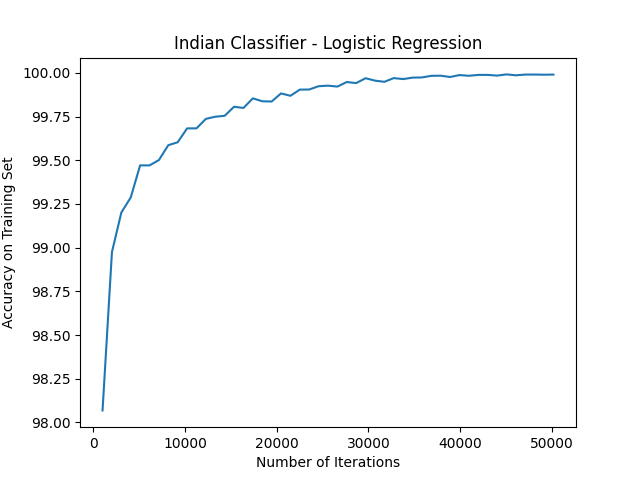 Indian Classifier - Logistic Regression
Accuracy on Training Set
100.00
99.75
99.50
99.25
99.00
98.75
98.50
98.25
98.00
0 10000 20000 30000 40000 50000
Number of Iterations